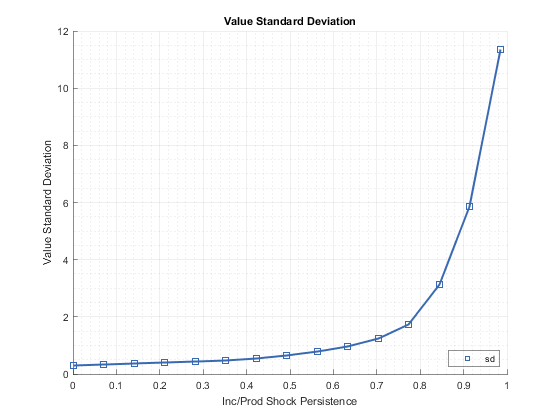 Value Standard Deviation
12
10
8
6
4
2
0
Value Standard Deviation
0 0.1 0.2 0.3 0.4 0.5 0.6 0.7 0.8 0.9 1
Inc/Prod Shock Persistence
sd